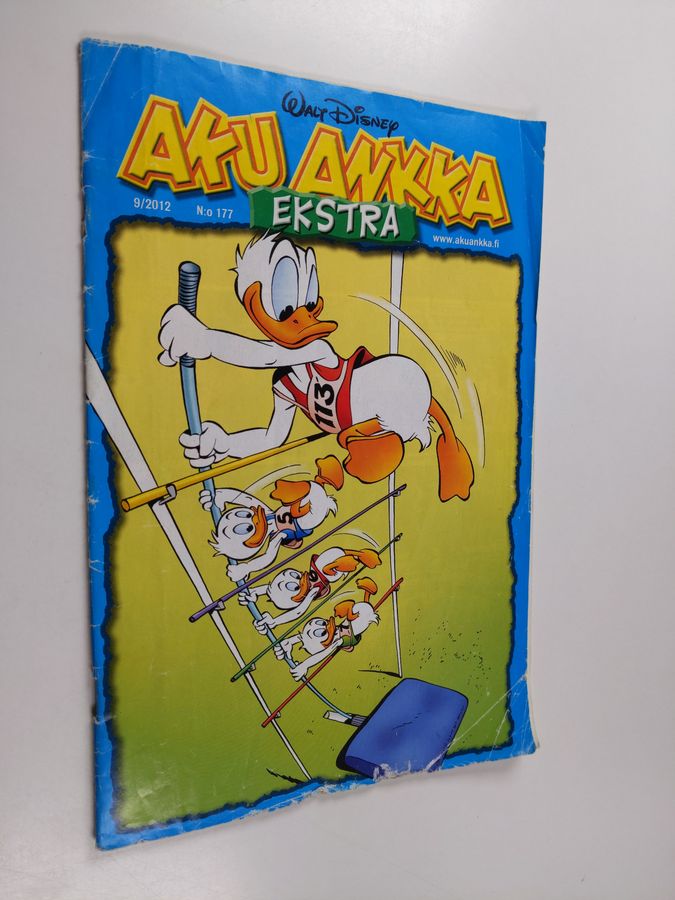 Walt Disney
AKU ANKKA
EKSTRA
9/2012 N:o 177
www.akuankka.fi
113
5